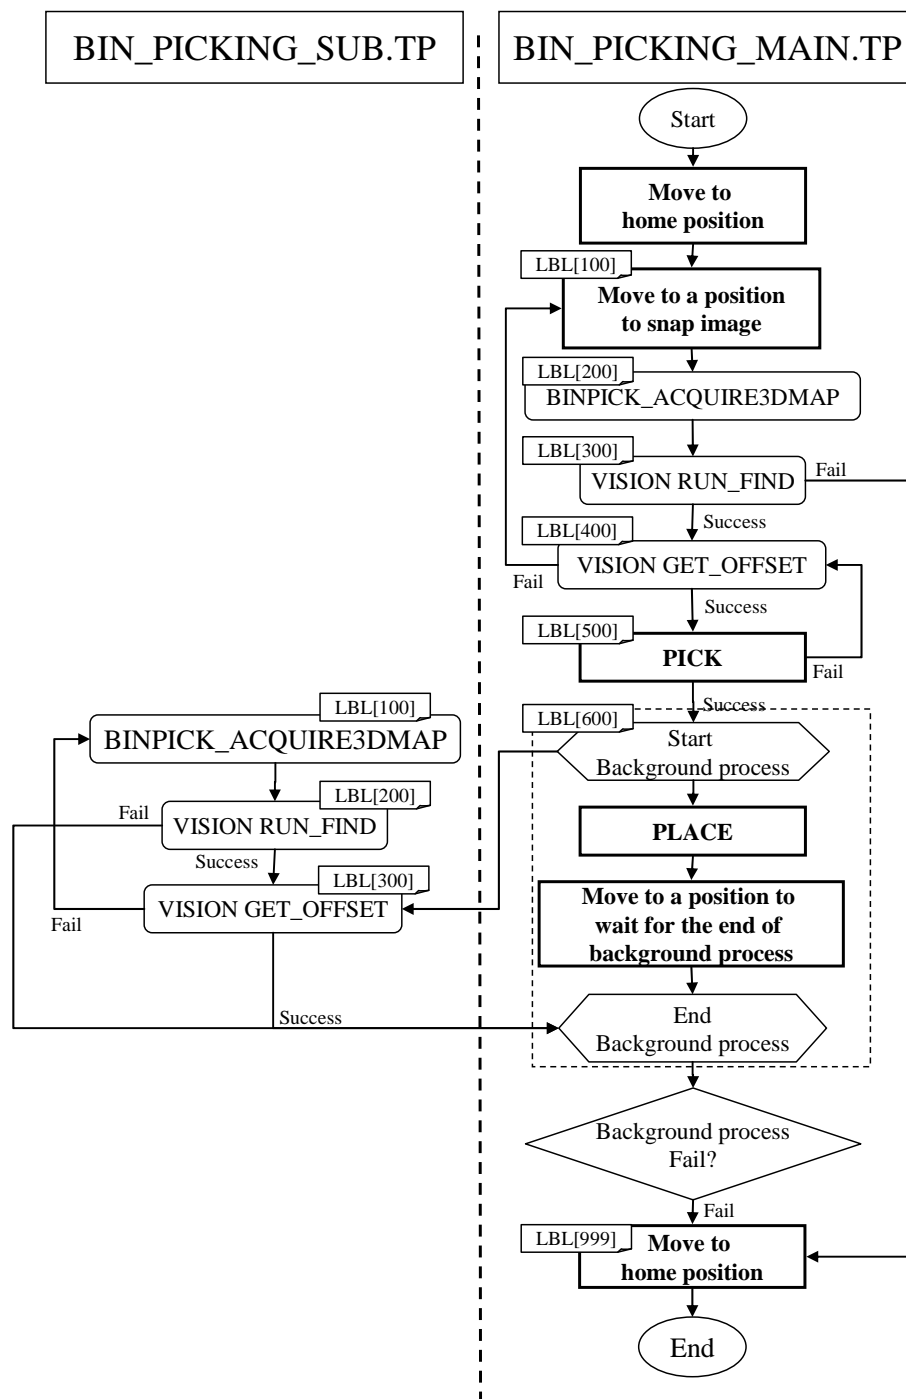 BIN_PICKING_SUB.TP
BIN_PICKING_MAIN.TP
Start
Move to
home position
LBL[100]
Move to a position
to snap image
LBL[200]
BINPICK_ACQUIRE3DMAP
LBL[300]
VISION RUN_FIND
Fail
Success
LBL[400]
VISION GET_OFFSET
Fail
Success
LBL[500]
PICK
Fail
Success
LBL[600]
Start
Background process
PLACE
Move to a position to
wait for the end of
background process
End
Background process
Background process
Fail?
Fail
LBL[999]
Move to
home position
End
LBL[100]
BINPICK_ACQUIRE3DMAP
LBL[200]
Fail
VISION RUN_FIND
Success
LBL[300]
VISION GET_OFFSET
Fail
Success